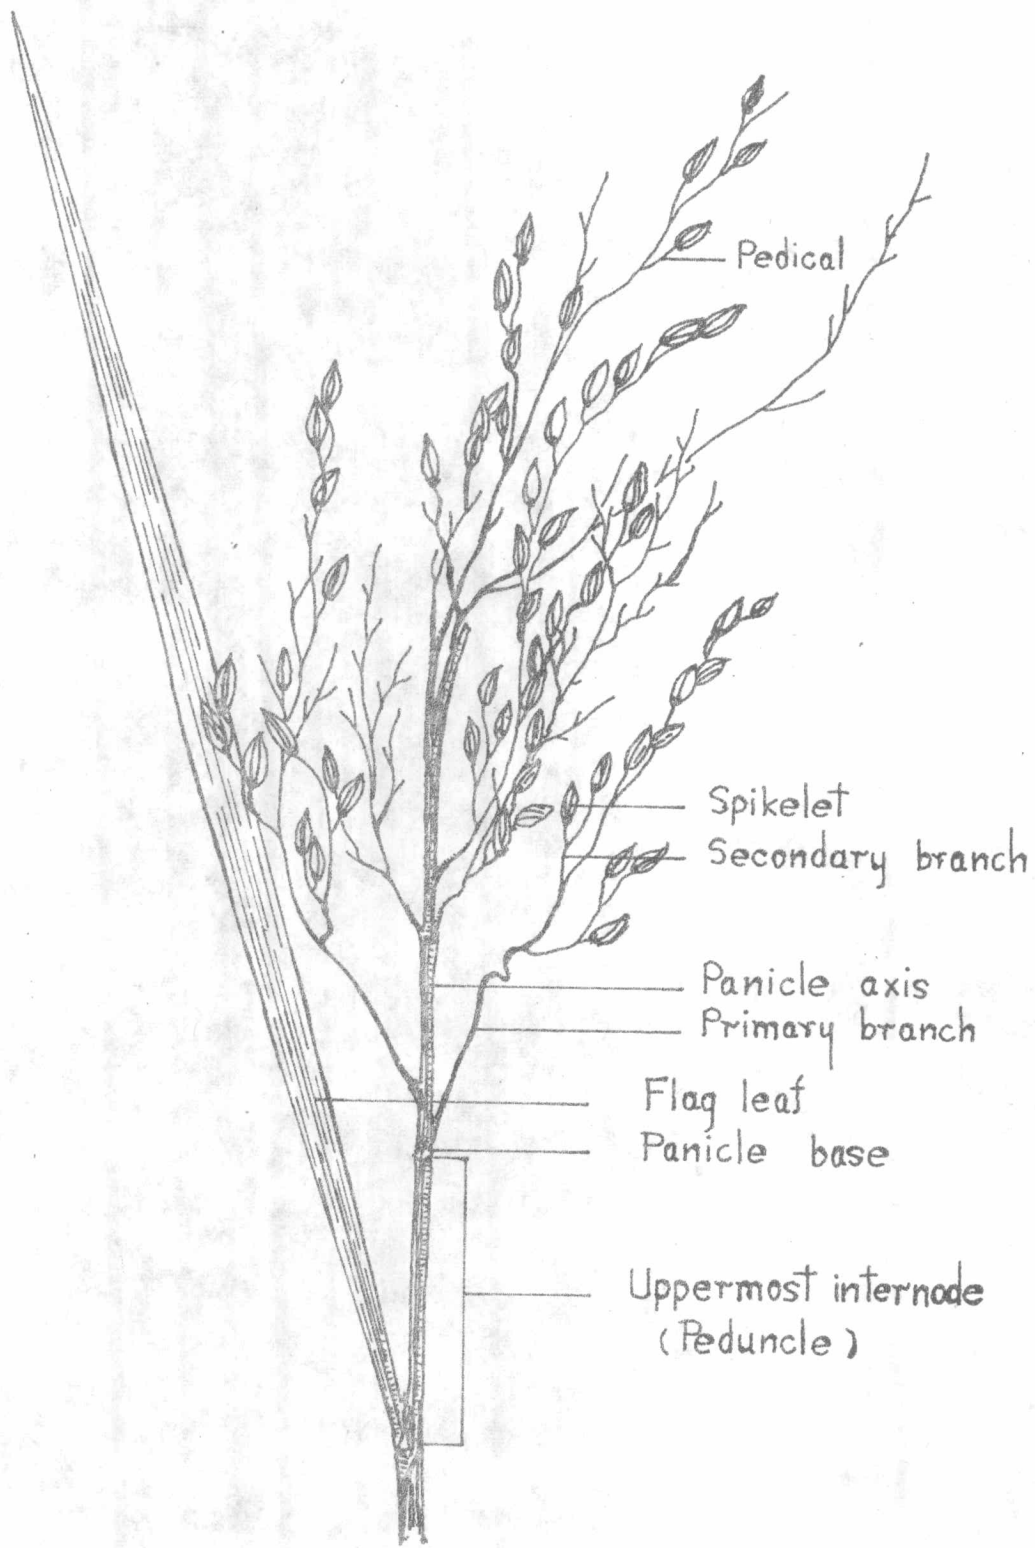 Pedical
Spikelet
Secondary branch
Panicle axis
Primary branch
Flag leaf
Panicle base
Uppermost internode
(Peduncle)